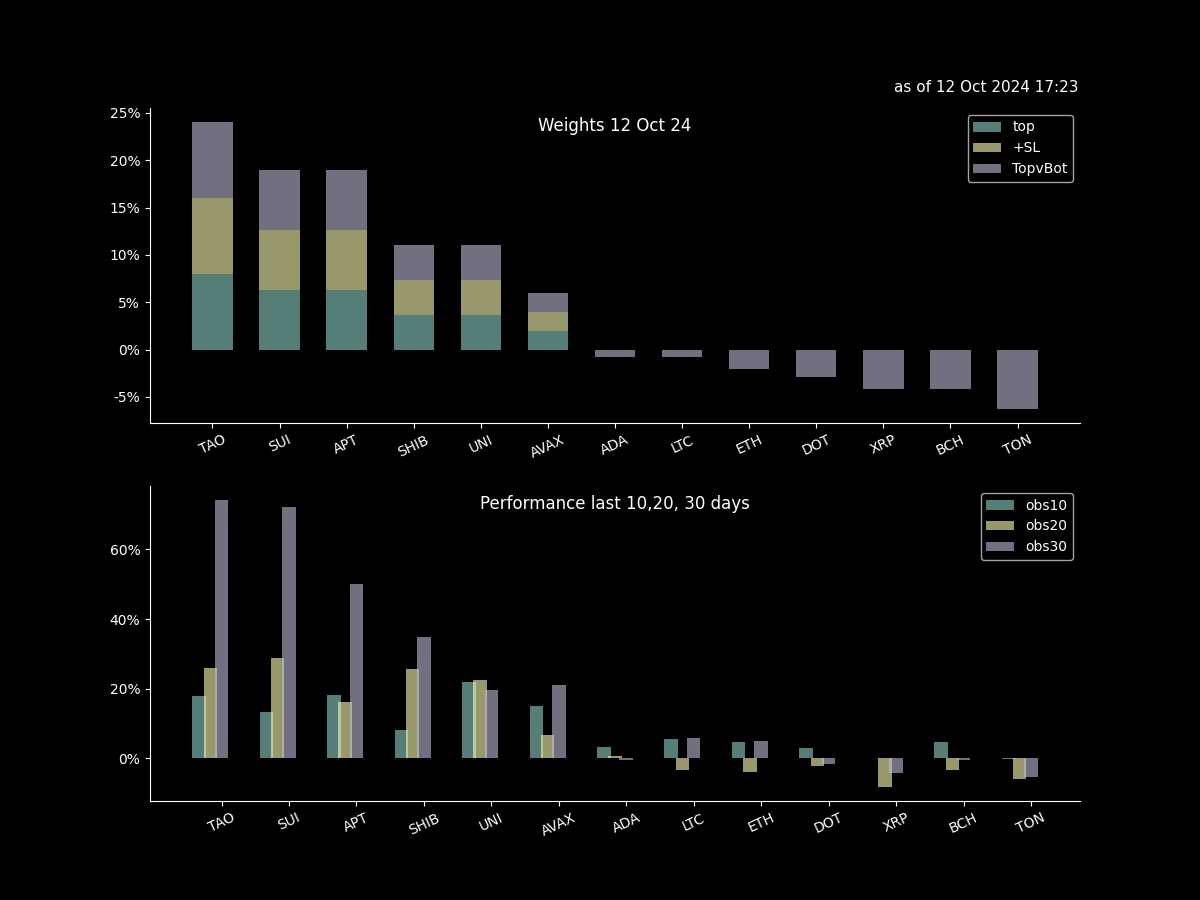 as of 12 Oct 2024 17:23
Weights 12 Oct 24
top
+SL
TopvBot
25%
20%
15%
10%
5%
0%
-5%
TAO SUI APT SHIB UNI AVAX ADA LTC ETH DOT XRP BCH TON
Performance last 10,20, 30 days
obs10
obs20
obs30
60%
40%
20%
0%
TAO SUI APT SHIB UNI AVAX ADA LTC ETH DOT XRP BCH TON